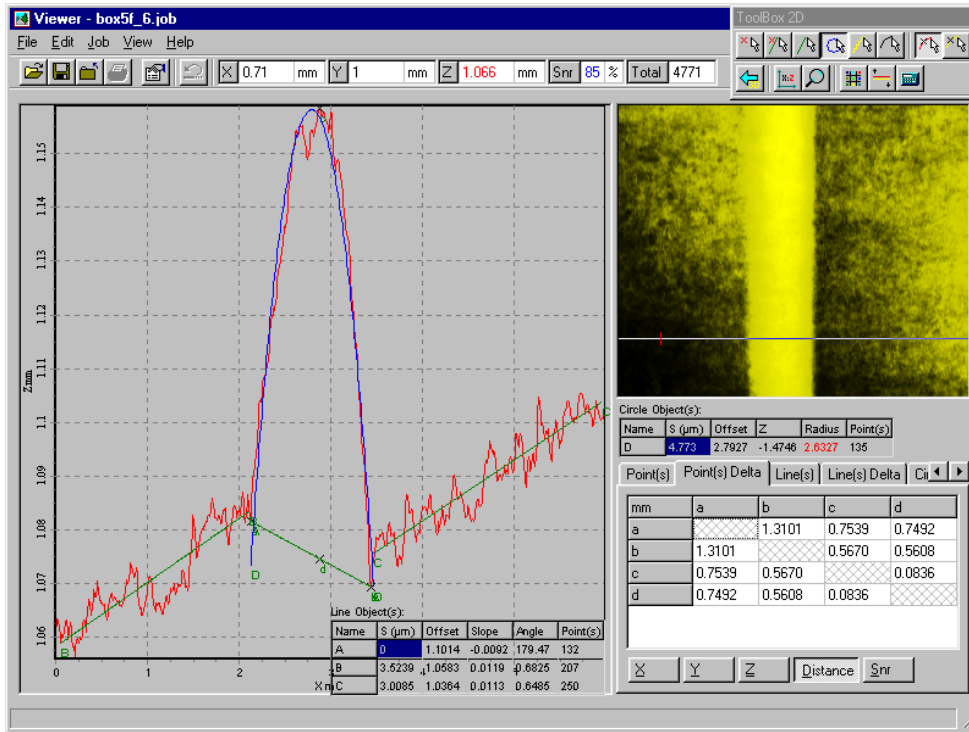 Viewer - box5f_6.job
ToolBox 2D
File Edit Job View Help
X 0.71 mm Y 1 mm Z 1.066 mm Snr 85 % Total 4771
x:z
1.15
1.14
1.13
1.12
1.11
1.1
1.09
1.08
1.07
1.06
Zmm
B
D
d
C
0 1 2
X m
Line Object(s):
Name S (µm) Offset Slope Angle Point(s)
A 0 1.1014 -0.0092 179.47 132
B 3.5239 1.0583 0.0119 0.6825 207
C 3.0085 1.0364 0.0113 0.6485 250
Circle Object(s):
Name S (µm) Offset Z Radius Point(s)
D 4.773 2.7927 -1.4746 2.6327 135
Point(s) Point(s) Delta Line(s) Line(s) Delta Ci
mm a b c d
a 1.3101 0.7539 0.7492
b 1.3101 0.5670 0.5608
c 0.7539 0.5670 0.0836
d 0.7492 0.5608 0.0836
X Y Z Distance Snr